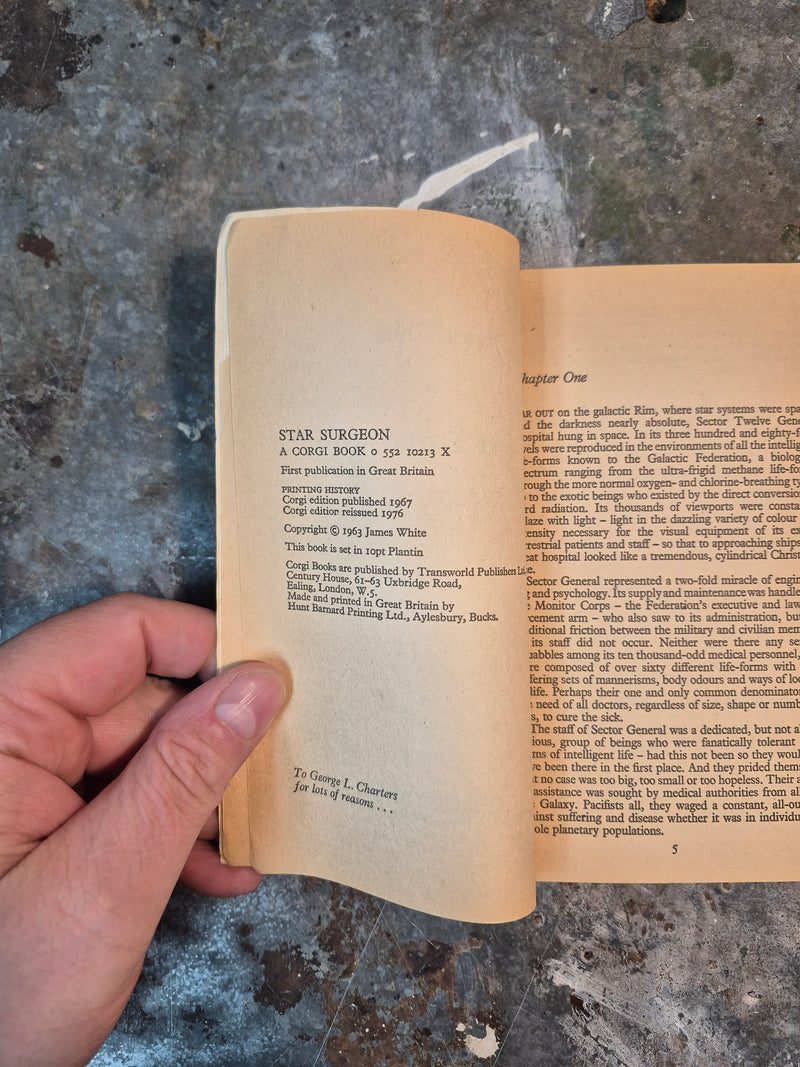 STAR SURGEON
A CORGI BOOK 0 552 10213 X
First publication in Great Britain
PRINTING HISTORY
Corgi edition published 1967
Corgi edition reissued 1976
Copyright © 1963 James White
This book is set in 10pt Plantin
Corgi Books are published by Transworld Publishers
Century House, 61–63 Uxbridge Road,
Ealing, London, W.5.
Made and printed in Great Britain by
Hunt Barnard Printing Ltd., Aylesbury, Bucks.
To George L. Charters
for lots of reasons . . .
hapter One
AR OUT on the galactic Rim, where star systems were spa
d the darkness nearly absolute, Sector Twelve Gene
ospital hung in space. In its three hundred and eighty-f
vels were reproduced in the environments of all the intellig
e-forms known to the Galactic Federation, a biolog
ectrum ranging from the ultra-frigid methane life-for
rough the more normal oxygen- and chlorine-breathing ty
to the exotic beings who existed by the direct conversion
rd radiation. Its thousands of viewports were consta
laze with light – light in the dazzling variety of colour
ensity necessary for the visual equipment of its ex
restrial patients and staff – so that to approaching ships
eat hospital looked like a tremendous, cylindrical Christ
e.
Sector General represented a two-fold miracle of engin
and psychology. Its supply and maintenance was handle
Monitor Corps – the Federation's executive and law
cement arm – who also saw to its administration, but
ditional friction between the military and civilian mem
its staff did not occur. Neither were there any se
uabbles among its ten thousand-odd medical personnel,
re composed of over sixty different life-forms with
fering sets of mannerisms, body odours and ways of loo
life. Perhaps their one and only common denominator
need of all doctors, regardless of size, shape or numb
s, to cure the sick.
The staff of Sector General was a dedicated, but not al
ious, group of beings who were fanatically tolerant
ms of intelligent life – had this not been so they woul
ve been there in the first place. And they prided thems
t no case was too big, too small or too hopeless. Their a
assistance was sought by medical authorities from al
Galaxy. Pacifists all, they waged a constant, all-ou
ainst suffering and disease whether it was in individu
ole planetary populations.
5